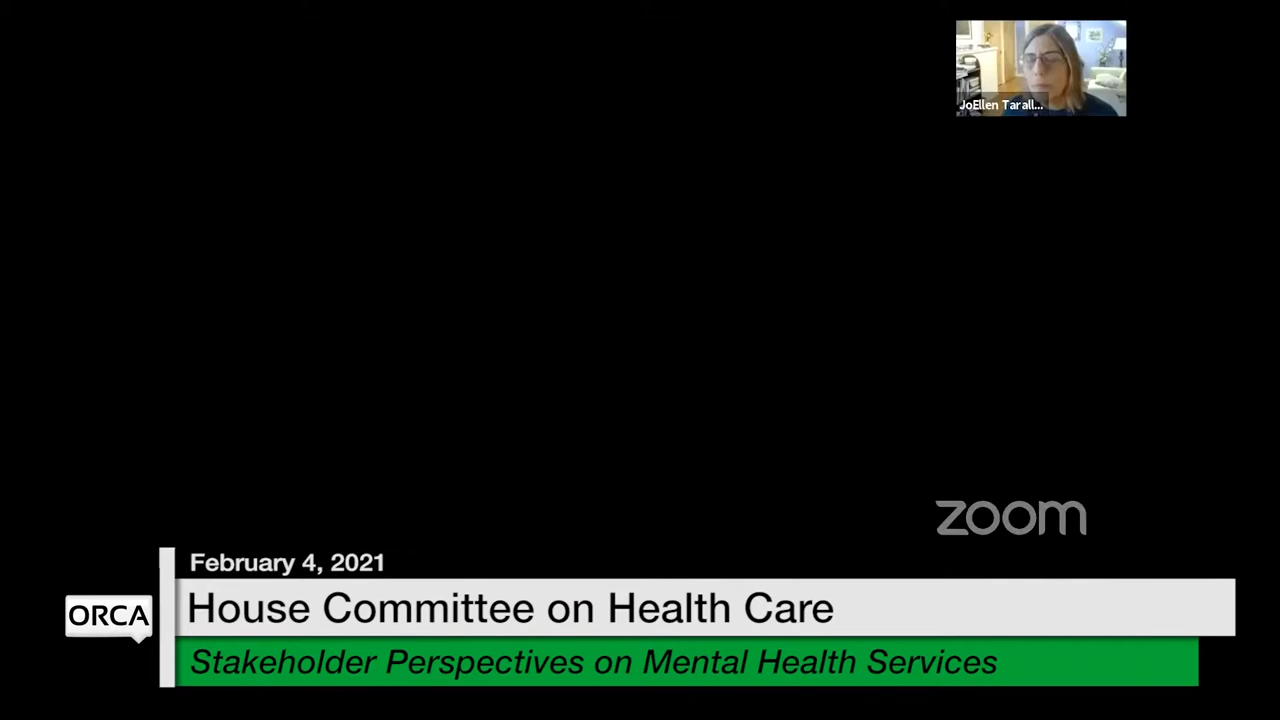 JoEllen Tarall...
zoom
February 4, 2021
House Committee on Health Care
ORCA
Stakeholder Perspectives on Mental Health Services